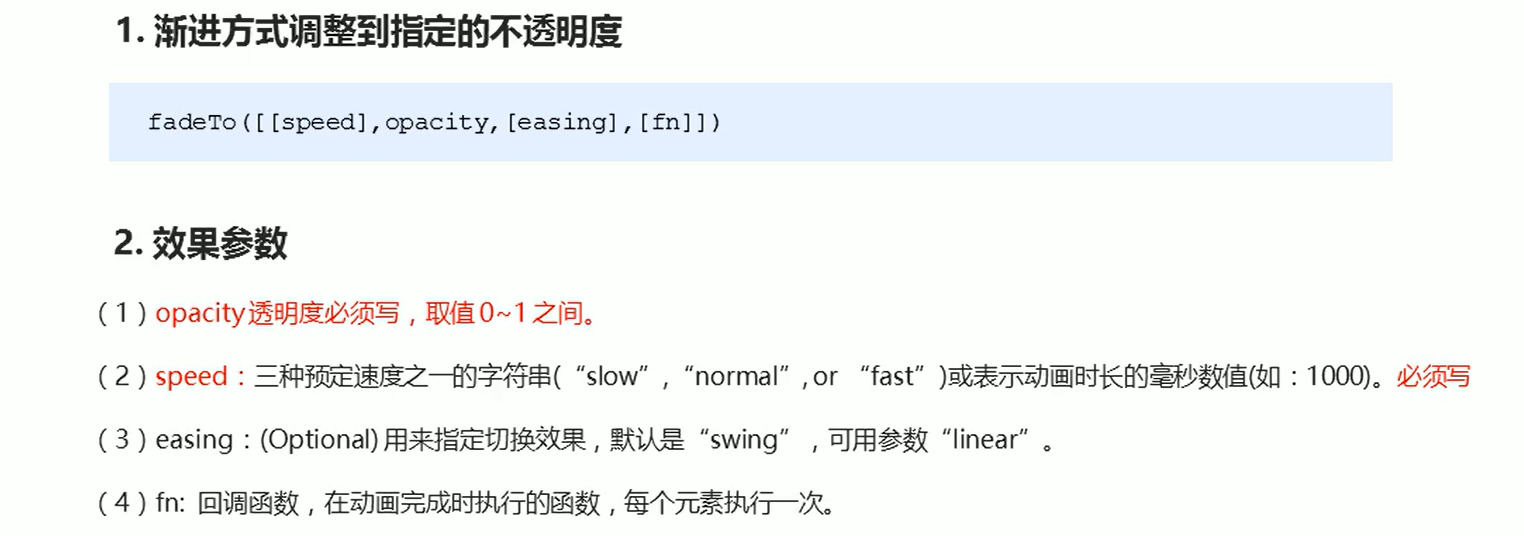 1. 渐进方式调整到指定的不透明度
fadeTo([[speed],opacity,[easing],[fn]])
2. 效果参数
（1）opacity透明度必须写，取值0~1之间。
（2）speed：三种预定速度之一的字符串(“slow”,“normal”, or “fast”)或表示动画时长的毫秒数值(如：1000)。必须写
（3）easing：(Optional) 用来指定切换效果，默认是“swing”，可用参数“linear”。
（4）fn: 回调函数，在动画完成时执行的函数，每个元素执行一次。